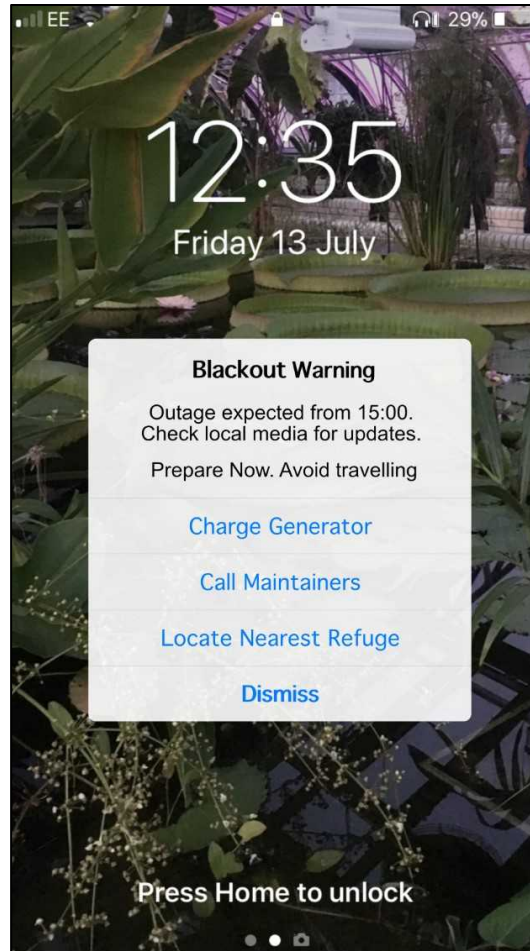 EE 29%
12:35
Friday 13 July
Blackout Warning
Outage expected from 15:00.
Check local media for updates.
Prepare Now. Avoid travelling
Charge Generator
Call Maintainers
Locate Nearest Refuge
Dismiss
Press Home to unlock